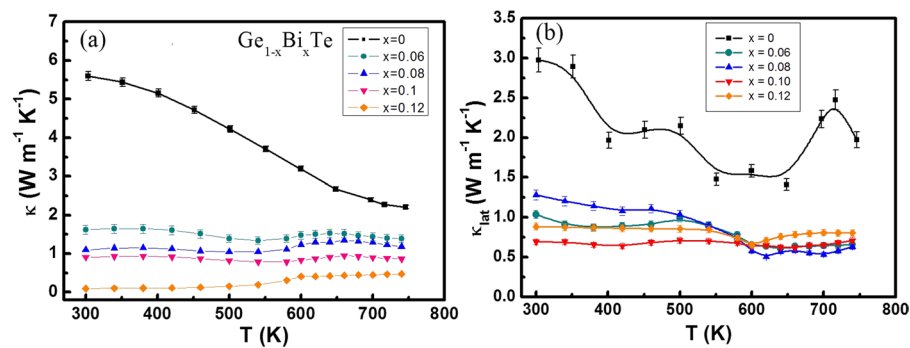 (a)
Ge1-xBixTe
x=0
x=0.06
x=0.08
x=0.1
x=0.12
κ (W m-1 K-1)
7
6
5
4
3
2
1
0
300 400 500 600 700 800
T (K)
(b)
x = 0
x = 0.06
x = 0.08
x = 0.10
x = 0.12
κlat (W m-1 K-1)
3.5
3.0
2.5
2.0
1.5
1.0
0.5
0.0
300 400 500 600 700 800
T (K)